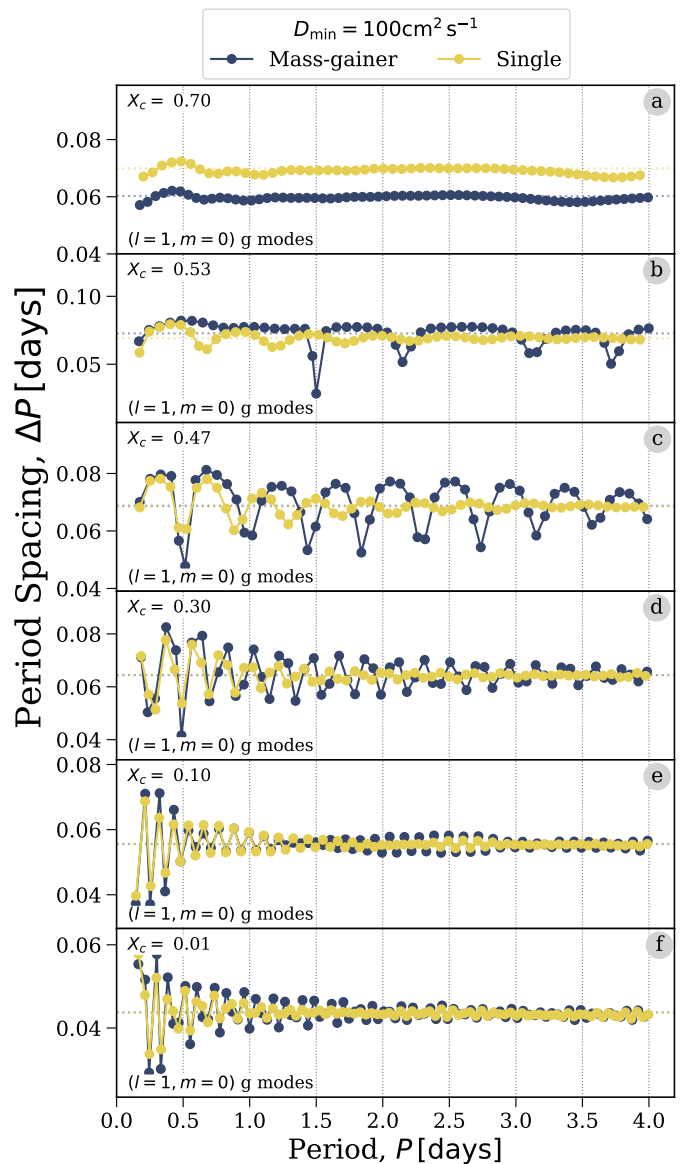 D_min = 100cm² s⁻¹
Mass-gainer Single
X_c = 0.70 a
0.08
0.06
0.04
(l = 1, m = 0) g modes
X_c = 0.53 b
0.10
0.05
(l = 1, m = 0) g modes
X_c = 0.47 c
0.08
0.06
0.04
(l = 1, m = 0) g modes
X_c = 0.30 d
0.08
0.06
0.04
(l = 1, m = 0) g modes
X_c = 0.10 e
0.08
0.06
0.04
(l = 1, m = 0) g modes
X_c = 0.01 f
0.06
0.04
(l = 1, m = 0) g modes
Period Spacing, ΔP [days]
0.0 0.5 1.0 1.5 2.0 2.5 3.0 3.5 4.0
Period, P [days]